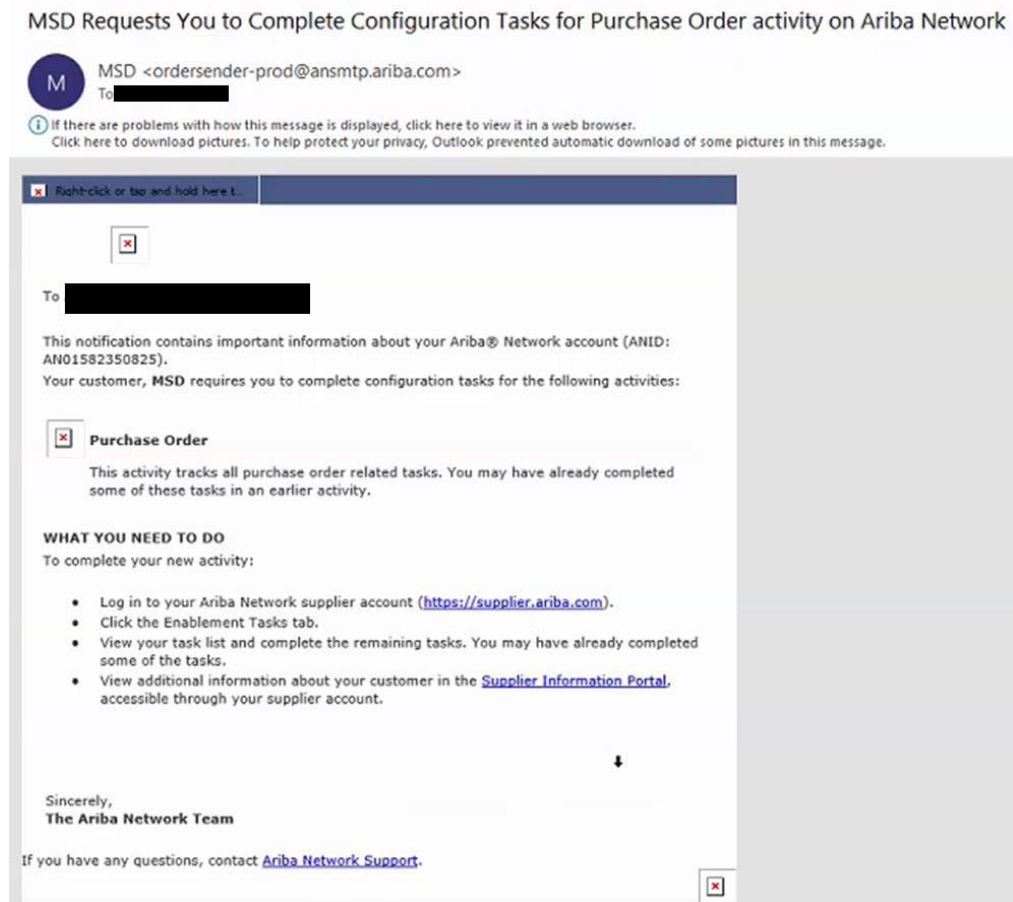 MSD Requests You to Complete Configuration Tasks for Purchase Order activity on Ariba Network
M
MSD <ordersender-prod@ansmtp.ariba.com>
To
If there are problems with how this message is displayed, click here to view it in a web browser.
Click here to download pictures. To help protect your privacy, Outlook prevented automatic download of some pictures in this message.
Right-click or tap and hold here t...
To
This notification contains important information about your Ariba® Network account (ANID:
AN01582350825).
Your customer, MSD requires you to complete configuration tasks for the following activities:
Purchase Order
This activity tracks all purchase order related tasks. You may have already completed
some of these tasks in an earlier activity.
WHAT YOU NEED TO DO
To complete your new activity:
• Log in to your Ariba Network supplier account (https://supplier.ariba.com).
• Click the Enablement Tasks tab.
• View your task list and complete the remaining tasks. You may have already completed
some of the tasks.
• View additional information about your customer in the Supplier Information Portal,
accessible through your supplier account.
Sincerely,
The Ariba Network Team
If you have any questions, contact Ariba Network Support.